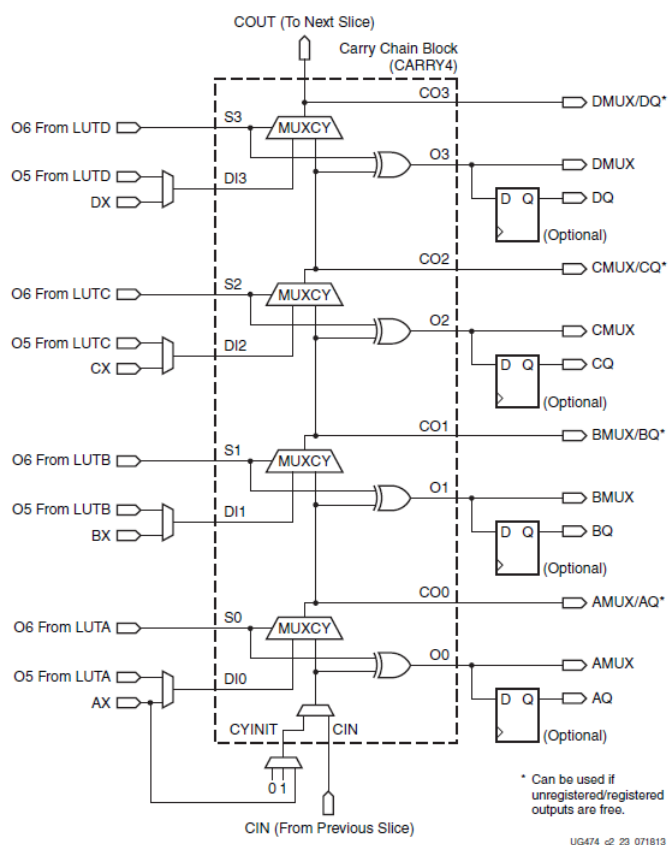 COUT (To Next Slice)
Carry Chain Block
(CARRY4)
CO3
DMUX/DQ*
O6 From LUTD
S3
MUXCY
O3
DMUX
O5 From LUTD
DI3
DX
D Q
DQ
(Optional)
CO2
CMUX/CQ*
O6 From LUTC
S2
MUXCY
O2
CMUX
O5 From LUTC
DI2
CX
D Q
CQ
(Optional)
CO1
BMUX/BQ*
O6 From LUTB
S1
MUXCY
O1
BMUX
O5 From LUTB
DI1
BX
D Q
BQ
(Optional)
CO0
AMUX/AQ*
O6 From LUTA
S0
MUXCY
O0
AMUX
O5 From LUTA
DI0
AX
D Q
AQ
(Optional)
CYINIT
CIN
0 1
* Can be used if
unregistered/registered
outputs are free.
CIN (From Previous Slice)
UG474_c2_23_071813